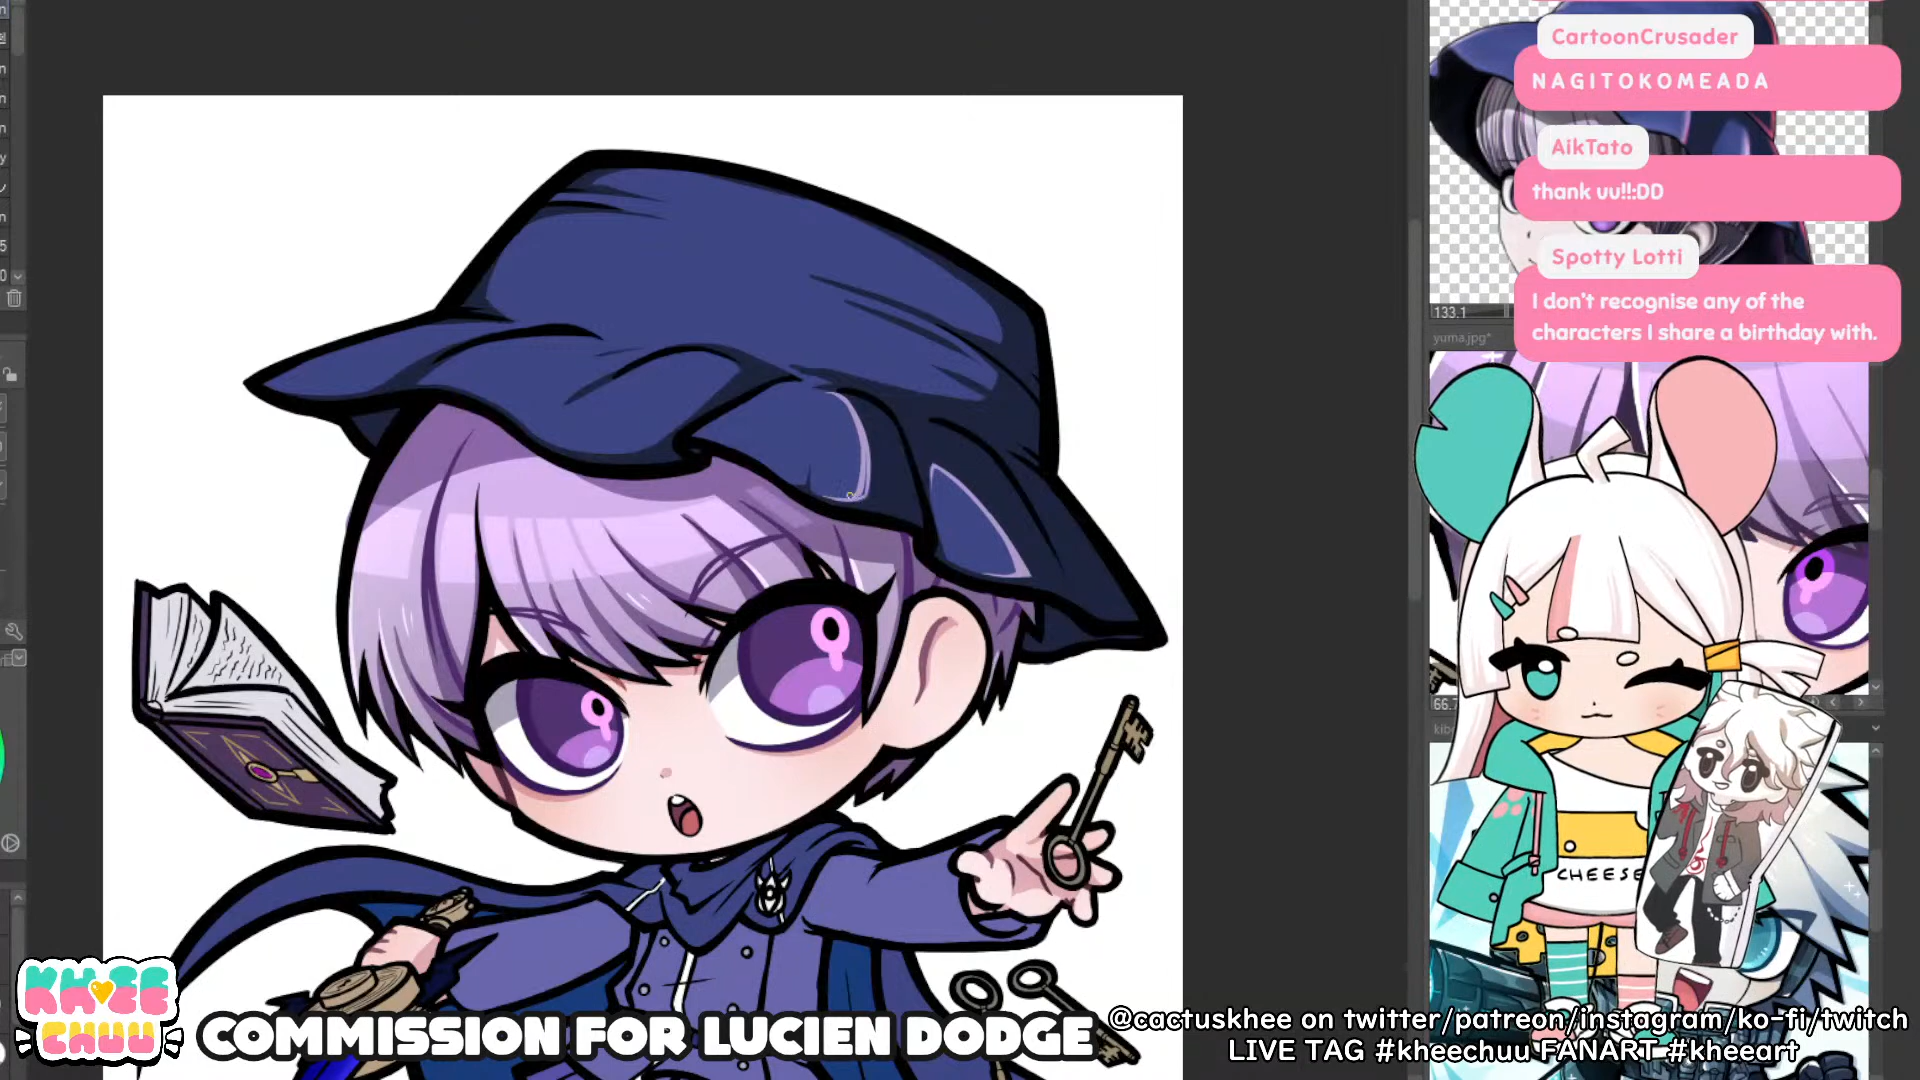 CartoonCrusader
N A G I T O K O M E A D A
AikTato
thank uu!!:DD
Spotty Lotti
I don't recognise any of the
characters I share a birthday with.
133.1
yuma.jpg*
66.7
CHEESE
KHEE
CHUU
COMMISSION FOR LUCIEN DODGE
@cactuskhee on twitter/patreon/instagram/ko-fi/twitch
LIVE TAG #kheechuu FANART #kheeart